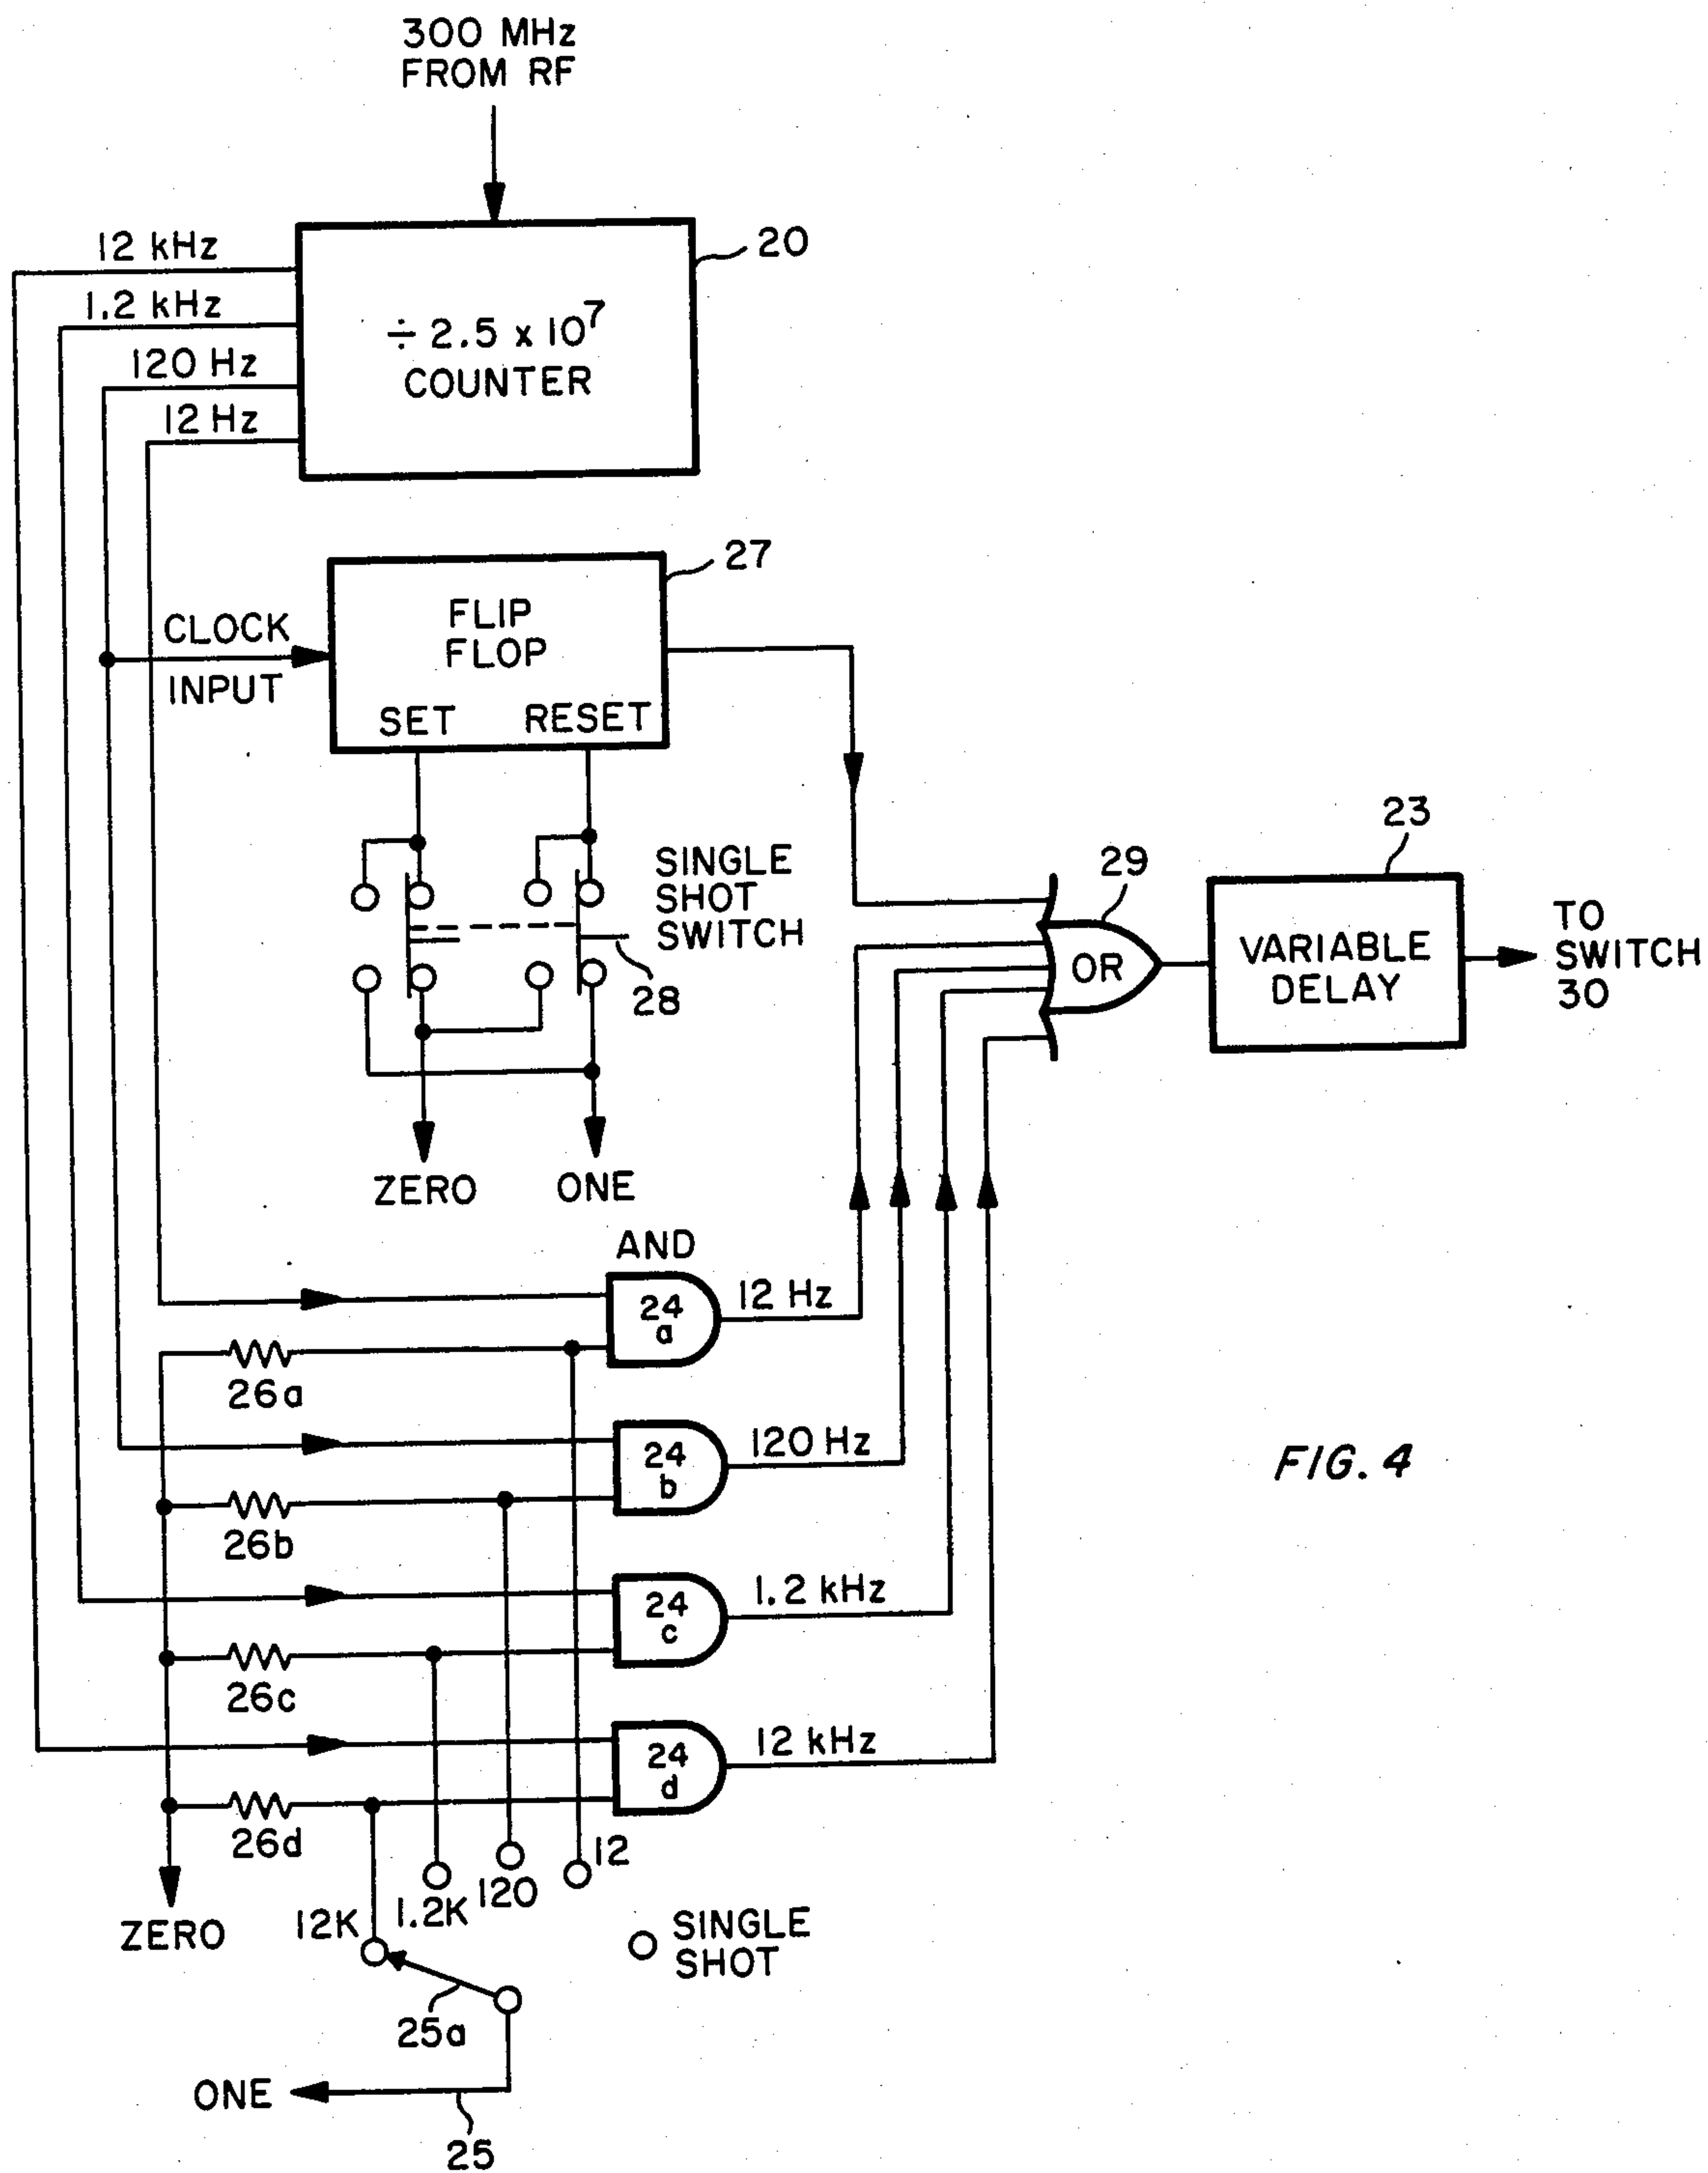 300 MHz
FROM RF
12 kHz
1.2 kHz
120 Hz
12 Hz
÷ 2.5 x 10⁷
COUNTER
20
27
FLIP
FLOP
CLOCK
INPUT
SET RESET
SINGLE
SHOT
SWITCH
28
ZERO
ONE
29
OR
23
VARIABLE
DELAY
TO
SWITCH
30
AND
24
a
12 Hz
26a
24
b
120 Hz
26b
24
c
1.2 kHz
26c
24
d
12 kHz
26d
ZERO
12K
1.2K
120
12
SINGLE
SHOT
25a
ONE
25
FIG. 4